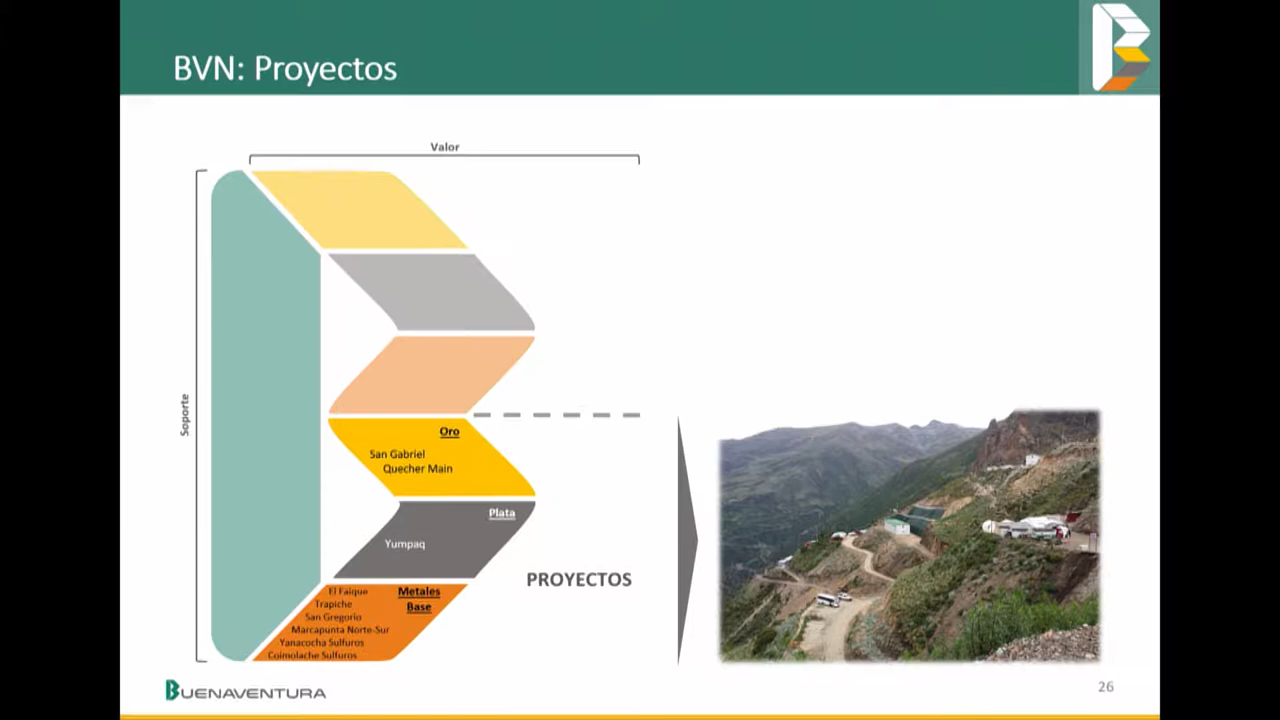 BVN: Proyectos
Valor
Soporte
Oro
San Gabriel
Quecher Main
Plata
Yumpaq
PROYECTOS
Metales
Base
El Faique
Trapiche
San Gregorio
Marcapunta Norte-Sur
Yanacocha Sulfuros
Coimolache Sulfuros
BUENAVENTURA
26